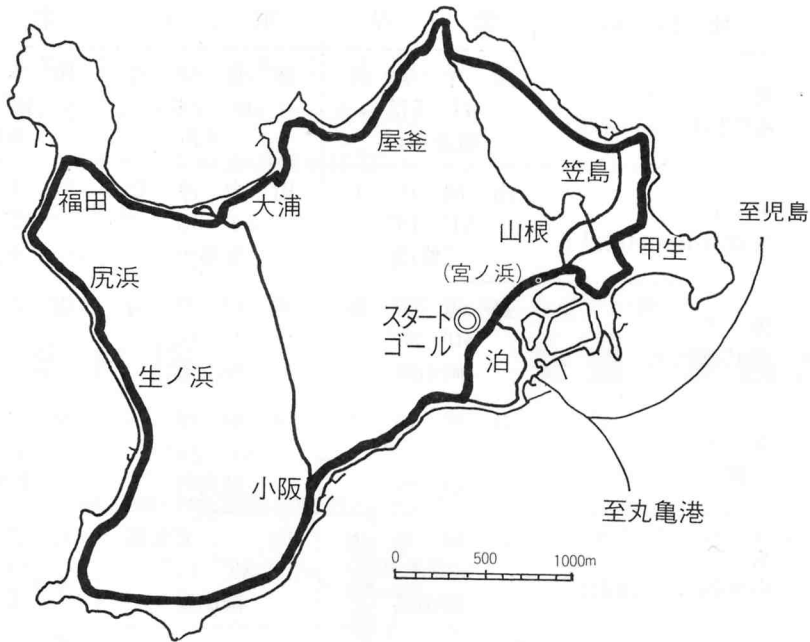 屋釜
笠島
福田
大浦
至児島
山根
甲生
尻浜
(宮ノ浜)
スタート
ゴール
泊
生ノ浜
小阪
至丸亀港
0 500 1000m